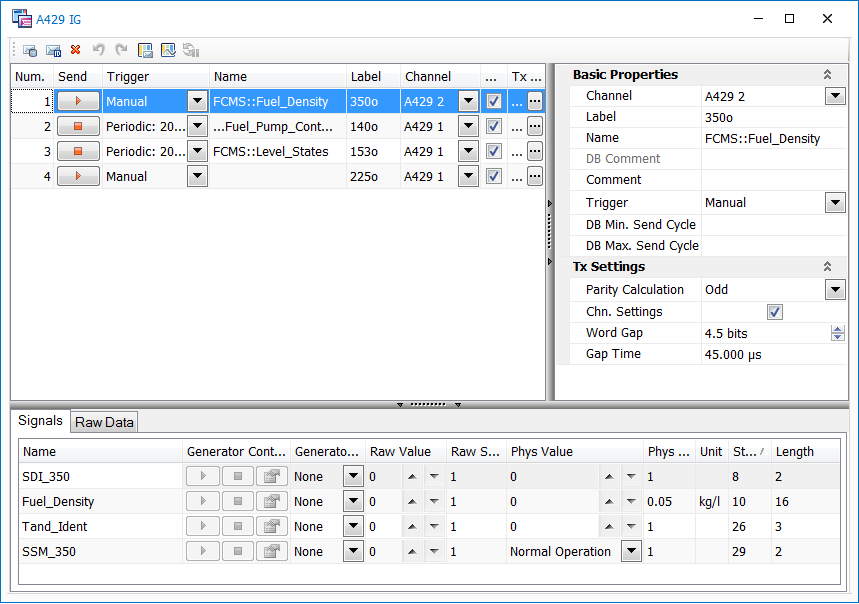 A429 IG
Num. Send Trigger Name Label Channel ... Tx ...
1 Manual FCMS::Fuel_Density 350o A429 2 ... ...
2 Periodic: 20... ...Fuel_Pump_Cont... 140o A429 1 ... ...
3 Periodic: 20... FCMS::Level_States 153o A429 1 ... ...
4 Manual 225o A429 1 ... ...
Basic Properties
Channel A429 2
Label 350o
Name FCMS::Fuel_Density
DB Comment
Comment
Trigger Manual
DB Min. Send Cycle
DB Max. Send Cycle
Tx Settings
Parity Calculation Odd
Chn. Settings
Word Gap 4.5 bits
Gap Time 45.000 µs
Signals Raw Data
Name Generator Cont... Generato... Raw Value Raw S... Phys Value Phys ... Unit St... Length
SDI_350 None 0 1 0 1 8 2
Fuel_Density None 0 1 0 0.05 kg/l 10 16
Tand_Ident None 0 1 0 1 26 3
SSM_350 None 0 1 Normal Operation 1 29 2